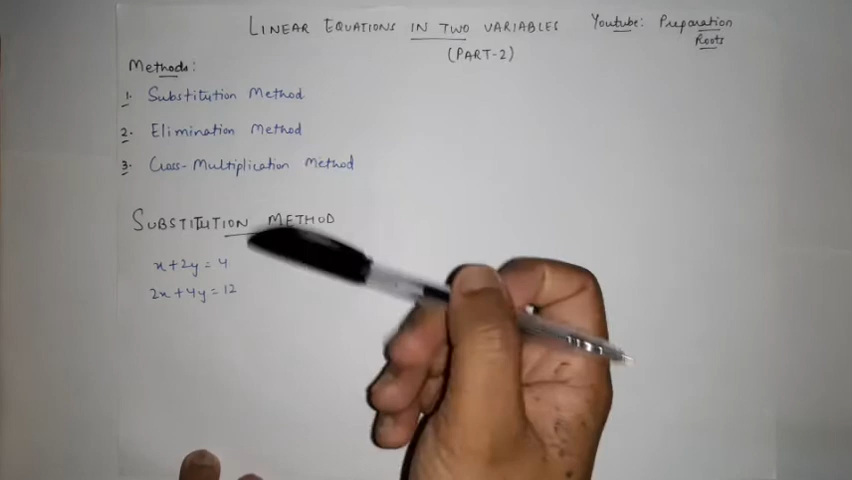 LINEAR EQUATIONS IN TWO VARIABLES
(PART-2)
Youtube: Preparation
Roots
Methods:
1. Substitution Method
2. Elimination Method
3. Cross-Multiplication Method
SUBSTITUTION METHOD
x+2y=4
2x+4y=12